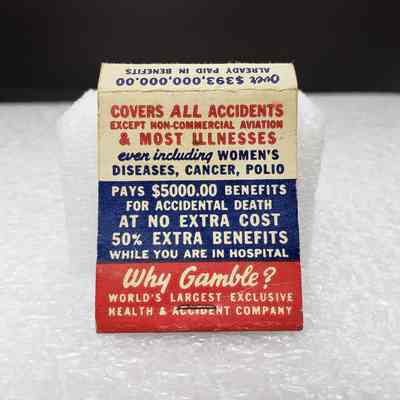 Over $393,000,000.00
ALREADY PAID IN BENEFITS
COVERS ALL ACCIDENTS
EXCEPT NON-COMMERCIAL AVIATION
& MOST ILLNESSES
even including WOMEN'S
DISEASES, CANCER, POLIO
PAYS $5000.00 BENEFITS
FOR ACCIDENTAL DEATH
AT NO EXTRA COST
50% EXTRA BENEFITS
WHILE YOU ARE IN HOSPITAL
Why Gamble?
WORLD'S LARGEST EXCLUSIVE
HEALTH & ACCIDENT COMPANY